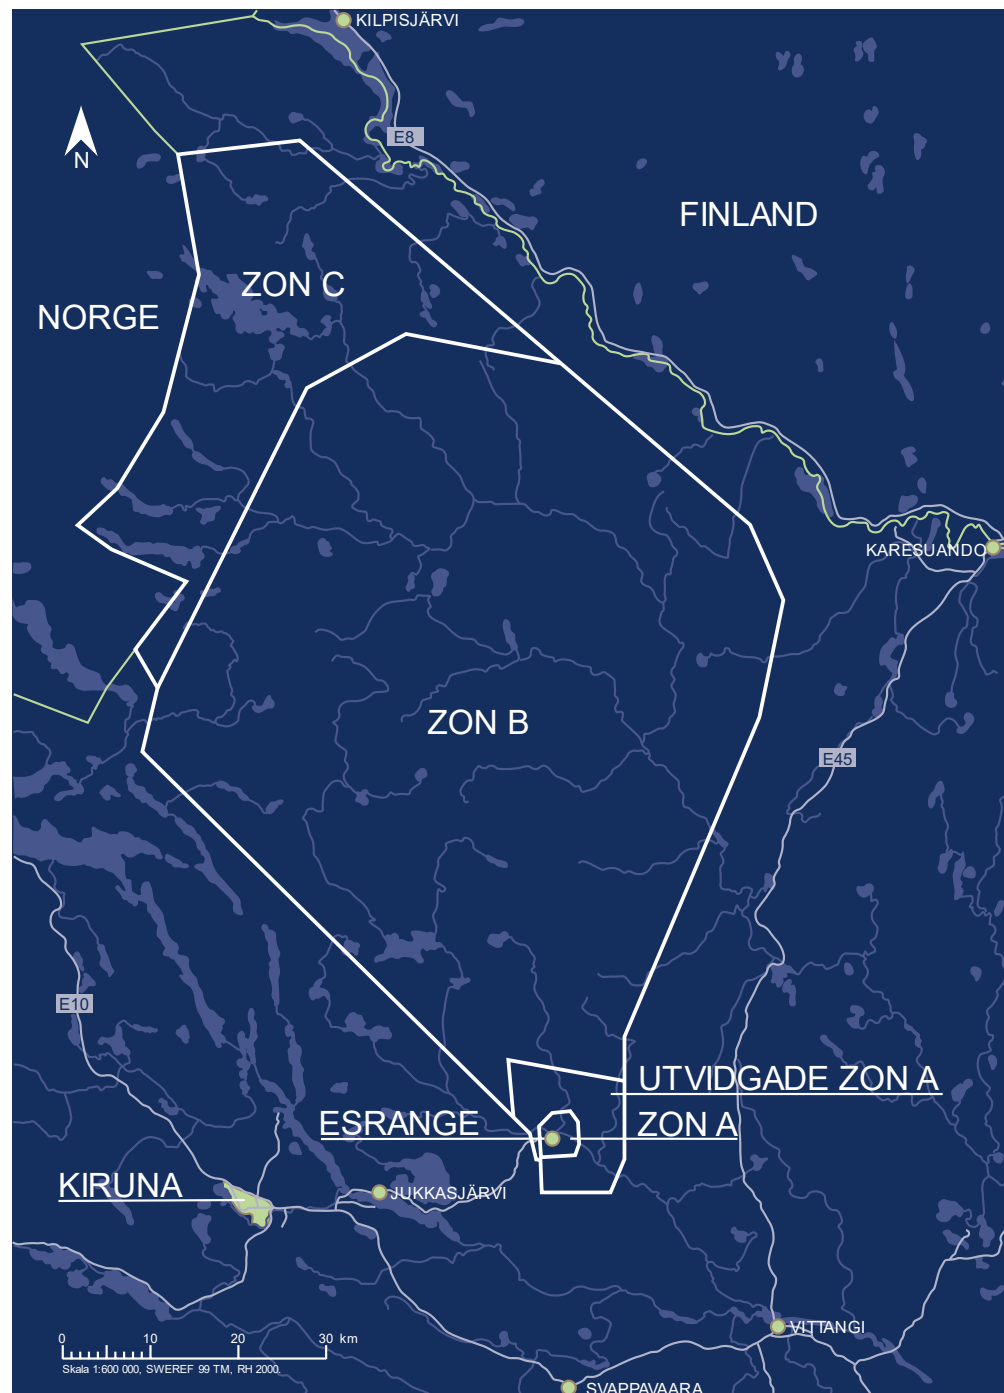 KILPISJÄRVI
E8
N
FINLAND
ZON C
NORGE
KARESUANDO
ZON B
E45
E10
UTVIDGADE ZON A
ESRANGE
ZON A
KIRUNA
JUKKASJÄRVI
VITTANGI
0 10 20 30 km
Skala 1:600 000, SWEREF 99 TM, RH 2000.
SVAPPAVAARA